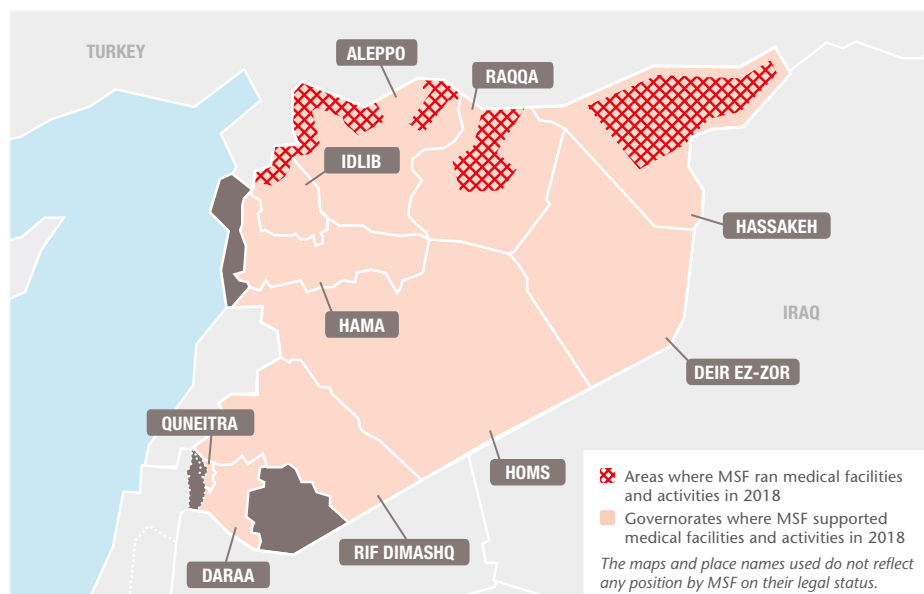 TURKEY
ALEPPO
RAQQA
IDLIB
HASSAKEH
HAMA
IRAQ
DEIR EZ-ZOR
QUNEITRA
HOMS
RIF DIMASHQ
DARAA
Areas where MSF ran medical facilities
and activities in 2018
Governorates where MSF supported
medical facilities and activities in 2018
The maps and place names used do not reflect
any position by MSF on their legal status.